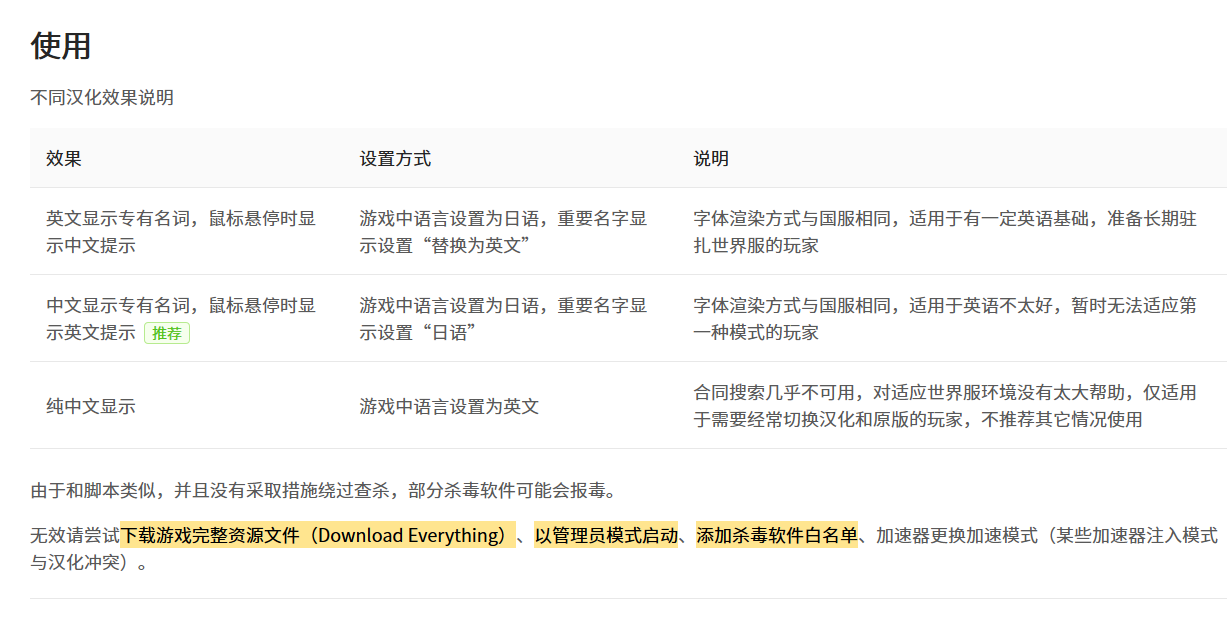 使用
不同汉化效果说明
效果 设置方式 说明
英文显示专有名词，鼠标悬停时显 游戏中语言设置为日语，重要名字显 字体渲染方式与国服相同，适用于有一定英语基础，准备长期驻
示中文提示 示设置“替换为英文” 扎世界服的玩家
中文显示专有名词，鼠标悬停时显 游戏中语言设置为日语，重要名字显 字体渲染方式与国服相同，适用于英语不太好，暂时无法适应第
示英文提示 推荐 示设置“日语” 一种模式的玩家
纯中文显示 游戏中语言设置为英文 合同搜索几乎不可用，对适应世界服环境没有太大帮助，仅适用
于需要经常切换汉化和原版的玩家，不推荐其它情况使用
由于和脚本类似，并且没有采取措施绕过查杀，部分杀毒软件可能会报毒。
无效请尝试下载游戏完整资源文件（Download Everything）、以管理员模式启动、添加杀毒软件白名单、加速器更换加速模式（某些加速器注入模式
与汉化冲突）。